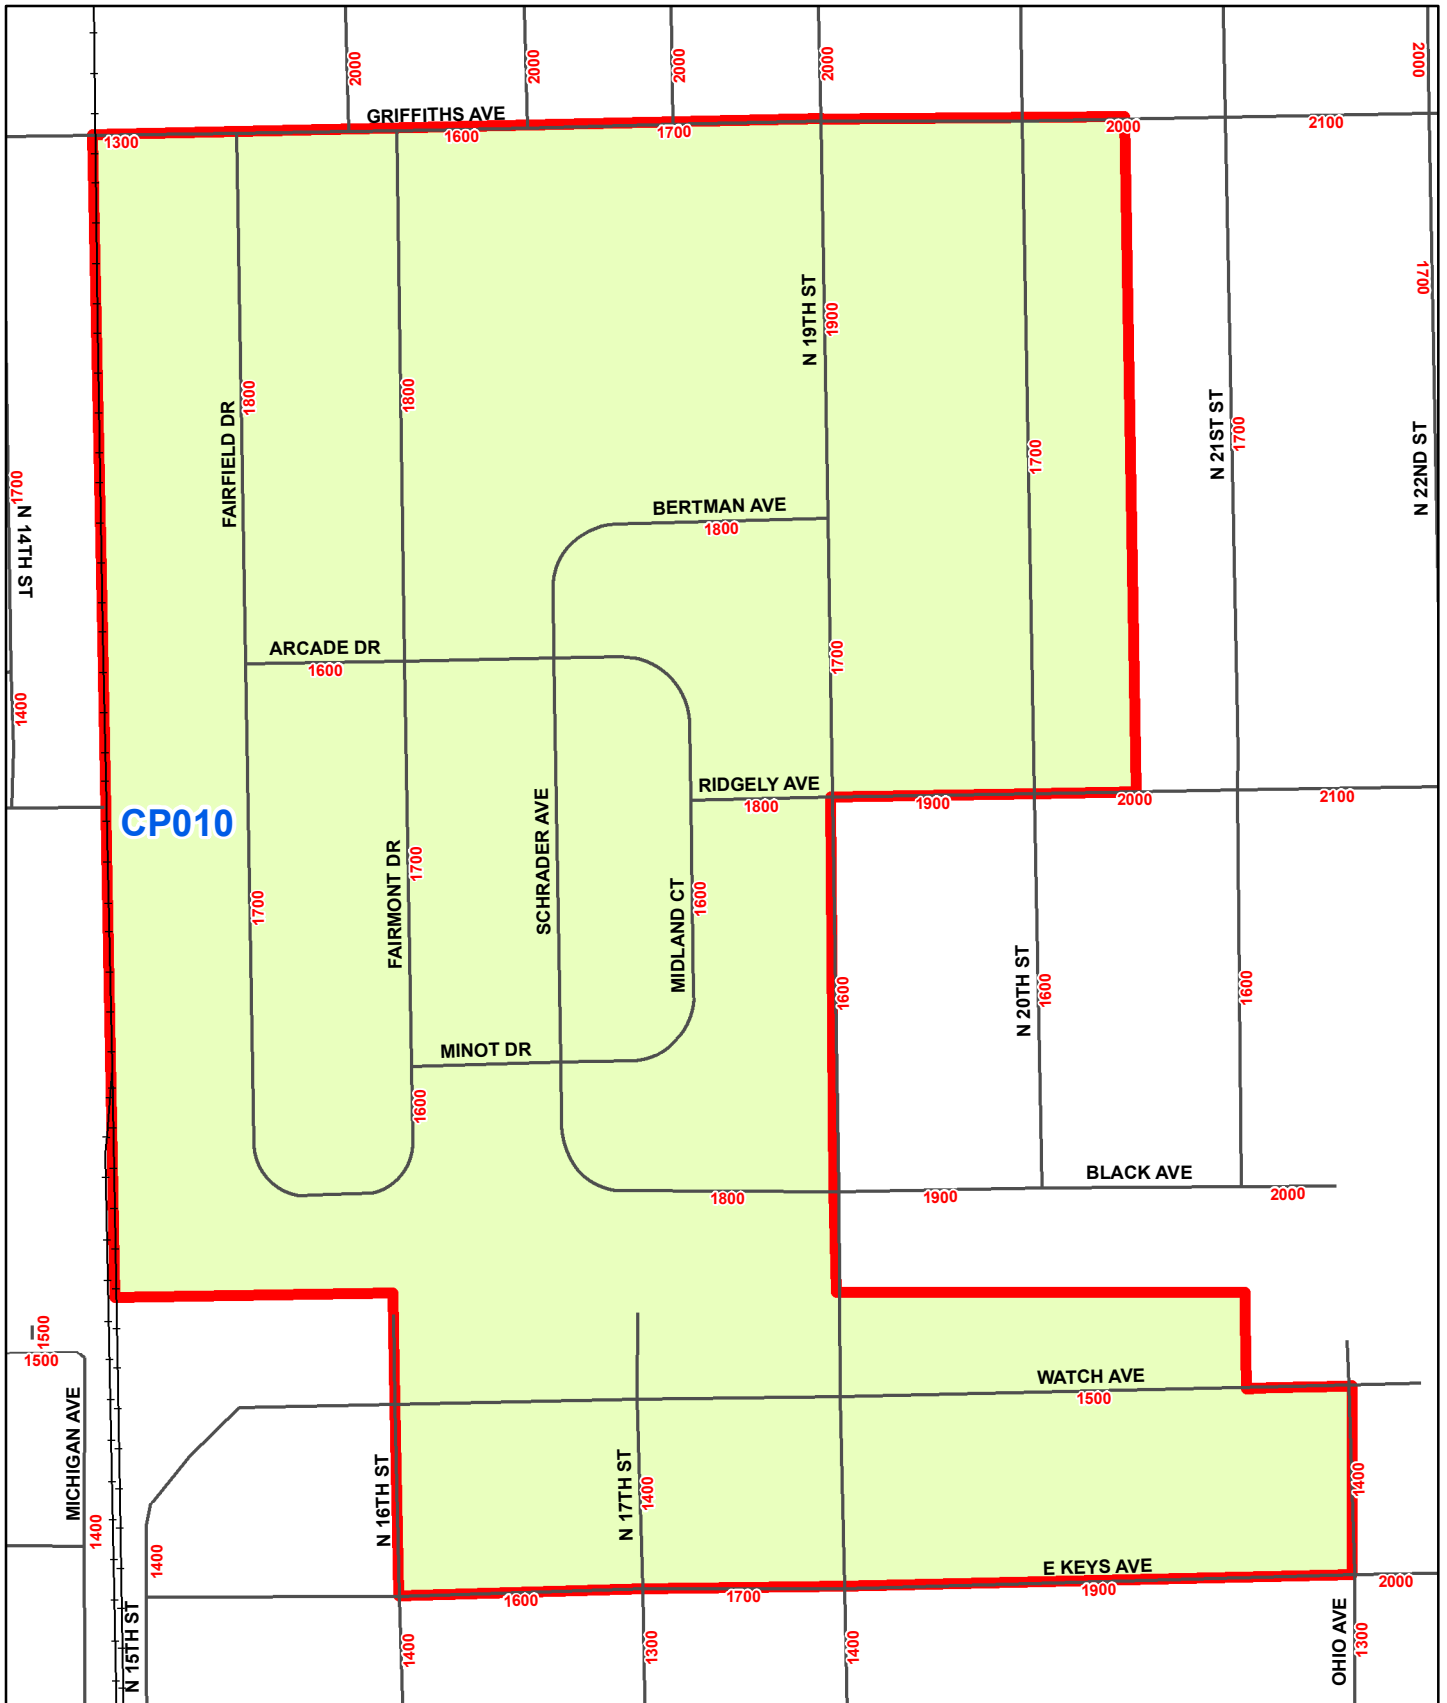 2000
2000
2000
2000
2000
GRIFFITHS AVE
1300
1600
1700
2000
2100
1700
N 19TH ST
1900
1800
1800
FAIRFIELD DR
N 21ST ST
1700
N 22ND ST
1700
1700
N 14TH ST
BERTMAN AVE
1800
ARCADE DR
1600
1700
1400
RIDGELY AVE
1800
1900
2000
2100
CP010
SCHRADER AVE
FAIRMONT DR
1700
1700
MIDLAND CT
1600
1600
N 20TH ST
1600
1600
MINOT DR
1600
BLACK AVE
1800
1900
2000
1500
1500
WATCH AVE
1500
MICHIGAN AVE
1400
1400
N 16TH ST
N 17TH ST
1400
1400
E KEYS AVE
1600
1700
1900
2000
N 15TH ST
1400
1300
1400
OHIO AVE
1300